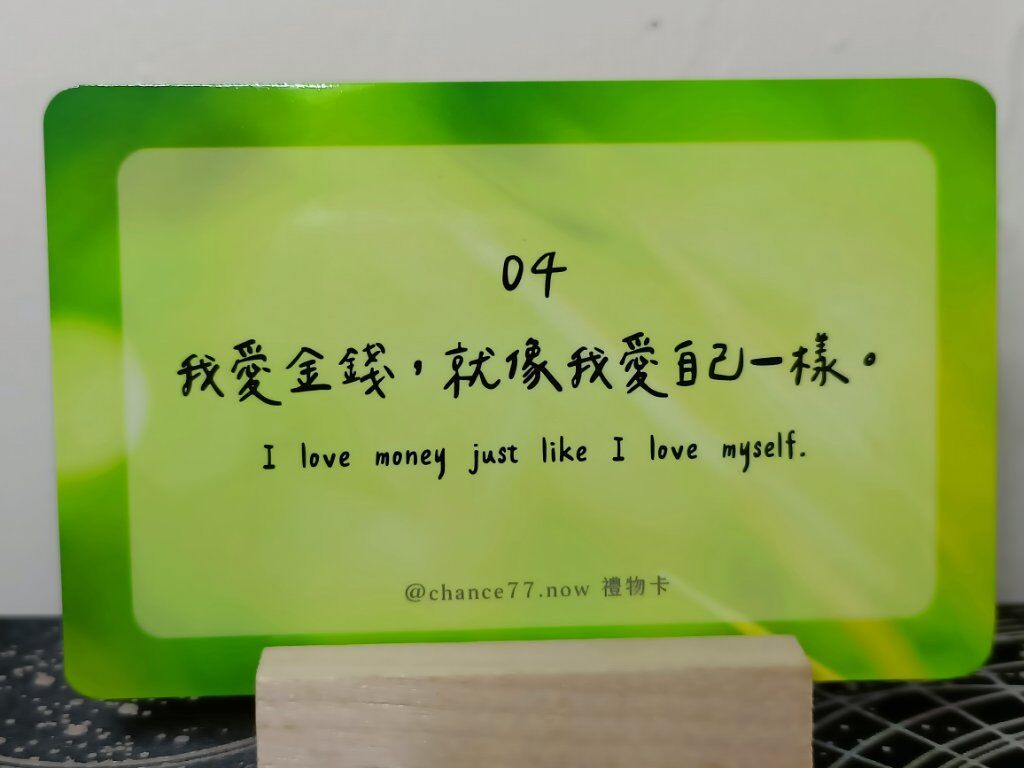 04
我愛金錢，就像我愛自己一樣。
I love money just like I love myself.
@chance77.now 禮物卡